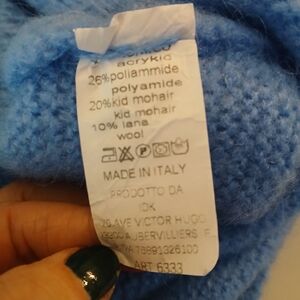 acrylic
26%poliammide
polyamide
20%kid mohair
kid mohair
10% lana
wool
MADE IN ITALY
PRODOTTO DA
IDK
AVE VICTOR HUGO
AUBERVILLIERS
ART 6333